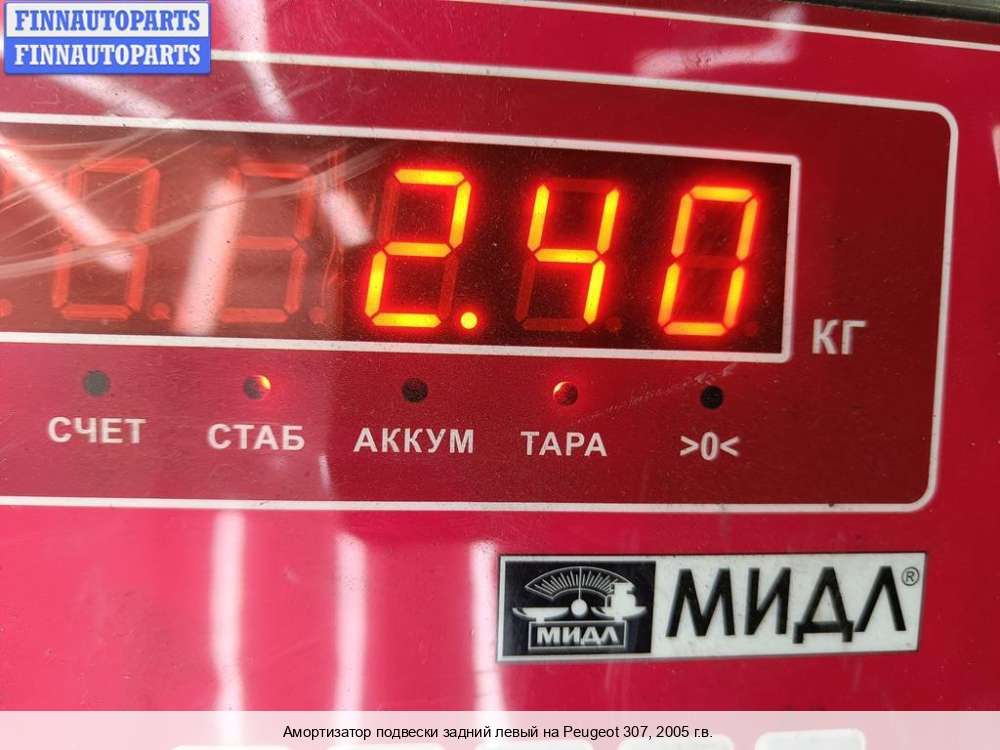 FINNAUTOPARTS
FINNAUTOPARTS
2.40
КГ
СЧЕТ СТАБ АККУМ ТАРА >0<
МИДЛ МИДЛ®
Амортизатор подвески задний левый на Peugeot 307, 2005 г.в.